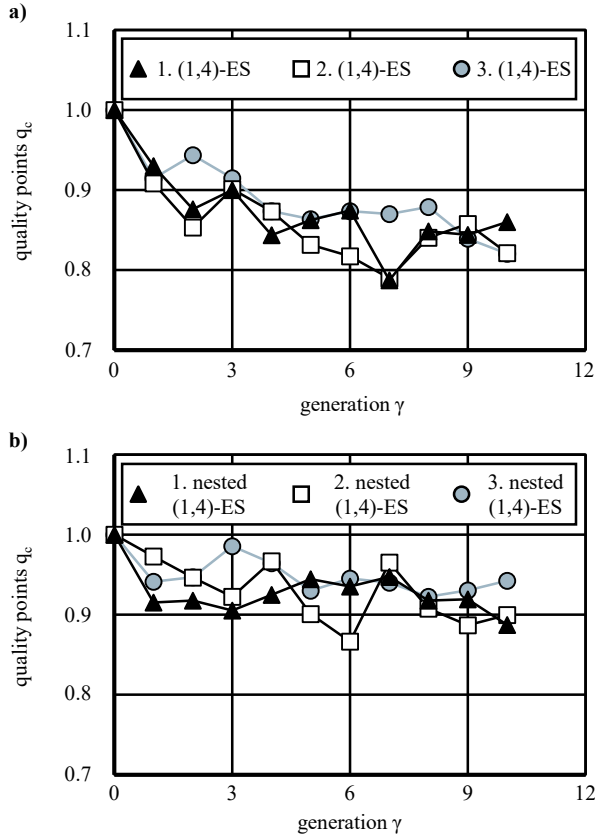 a)
1.1
1. (1,4)-ES 2. (1,4)-ES 3. (1,4)-ES
1.0
quality points qc
0.9
0.8
0.7
0 3 6 9 12
generation γ
b)
1.1
1. nested 2. nested 3. nested
(1,4)-ES (1,4)-ES (1,4)-ES
1.0
quality points qc
0.9
0.8
0.7
0 3 6 9 12
generation γ